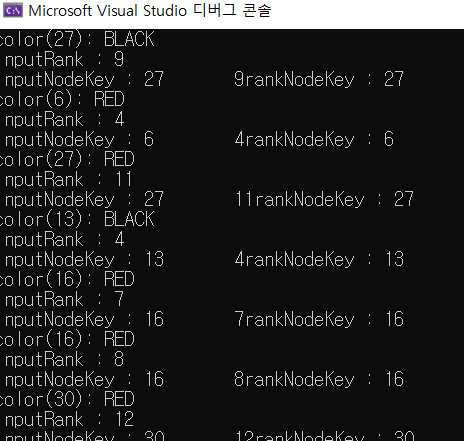 Microsoft Visual Studio 디버그 콘솔
color(27): BLACK
nputRank : 9
nputNodeKey : 27 9rankNodeKey : 27
color(6): RED
nputRank : 4
nputNodeKey : 6 4rankNodeKey : 6
color(27): RED
nputRank : 11
nputNodeKey : 27 11rankNodeKey : 27
color(13): BLACK
nputRank : 4
nputNodeKey : 13 4rankNodeKey : 13
color(16): RED
nputRank : 7
nputNodeKey : 16 7rankNodeKey : 16
color(16): RED
nputRank : 8
nputNodeKey : 16 8rankNodeKey : 16
color(30): RED
nputRank : 12
nputNodeKey : 30 12rankNodeKey : 30